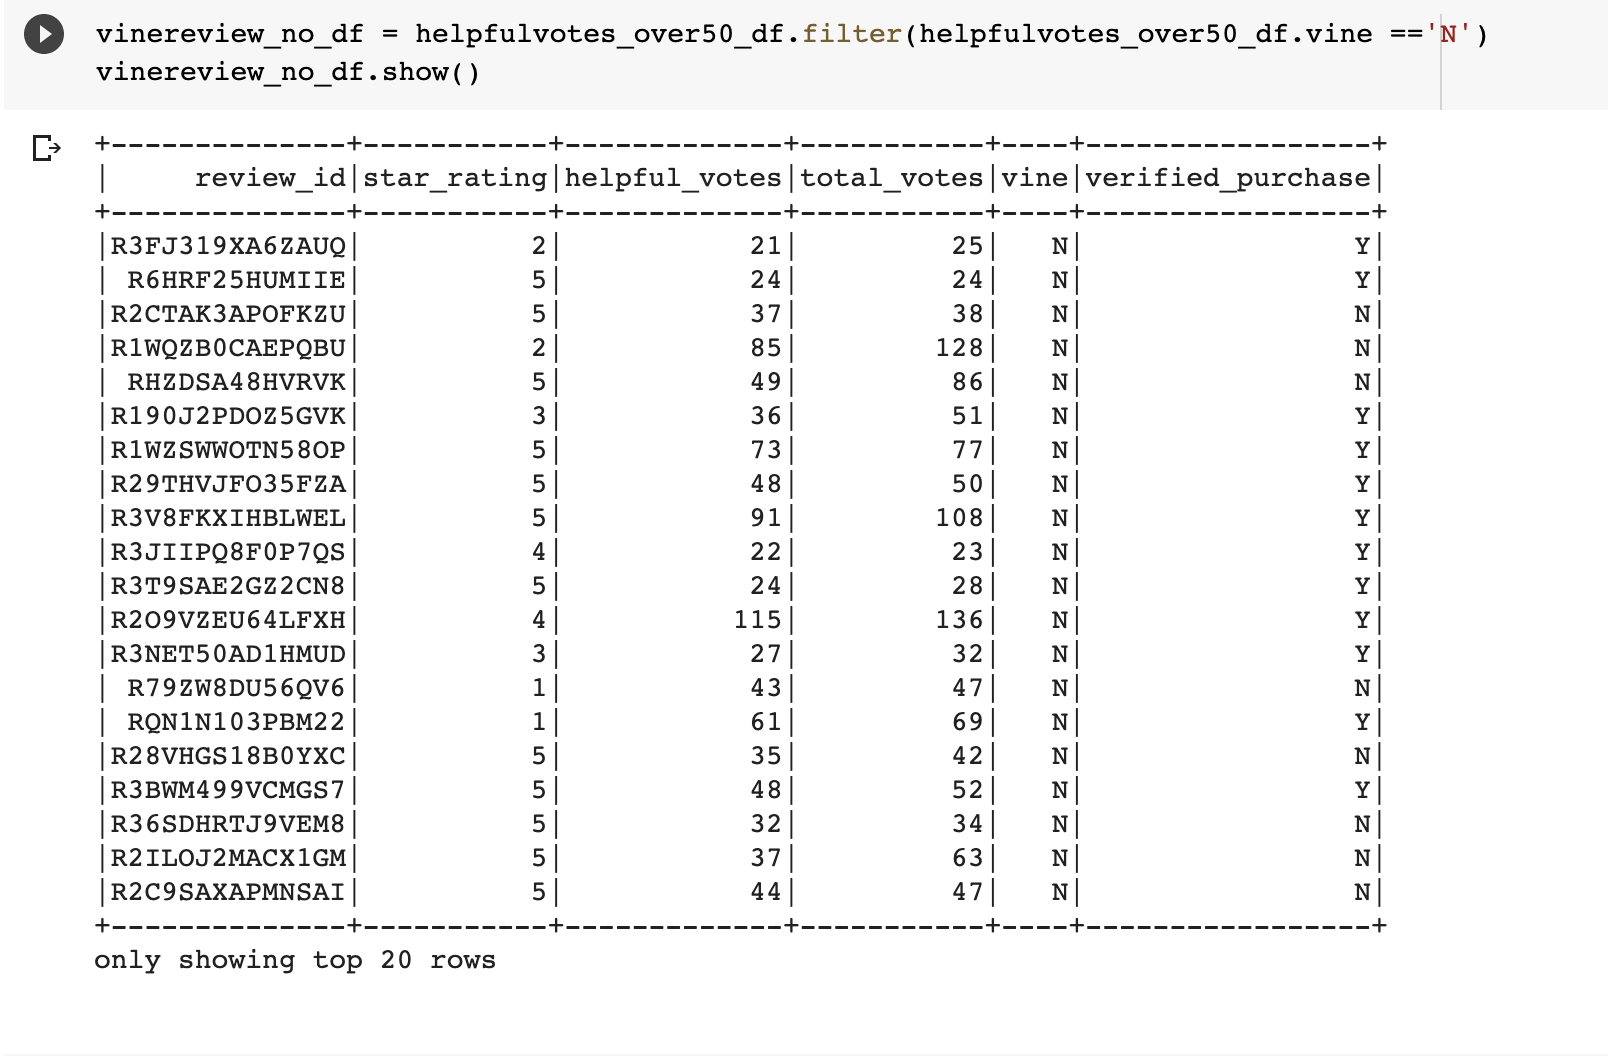 vinereview_no_df = helpfulvotes_over50_df.filter(helpfulvotes_over50_df.vine =='N')
vinereview_no_df.show()
+--------------+-----------+-------------+-----------+----+-----------------+
|     review_id|star_rating|helpful_votes|total_votes|vine|verified_purchase|
+--------------+-----------+-------------+-----------+----+-----------------+
|R3FJ319XA6ZAUQ|          2|           21|         25|   N|                Y|
| R6HRF25HUMIIE|          5|           24|         24|   N|                Y|
|R2CTAK3APOFKZU|          5|           37|         38|   N|                N|
|R1WQZB0CAEPQBU|          2|           85|        128|   N|                N|
| RHZDSA48HVRVK|          5|           49|         86|   N|                N|
|R190J2PDOZ5GVK|          3|           36|         51|   N|                Y|
|R1WZSWWOTN58OP|          5|           73|         77|   N|                Y|
|R29THVJFO35FZA|          5|           48|         50|   N|                Y|
|R3V8FKXIHBLWEL|          5|           91|        108|   N|                Y|
|R3JIIPQ8F0P7QS|          4|           22|         23|   N|                Y|
|R3T9SAE2GZ2CN8|          5|           24|         28|   N|                Y|
|R2O9VZEU64LFXH|          4|          115|        136|   N|                Y|
|R3NET50AD1HMUD|          3|           27|         32|   N|                Y|
| R79ZW8DU56QV6|          1|           43|         47|   N|                N|
| RQN1N103PBM22|          1|           61|         69|   N|                Y|
|R28VHGS18B0YXC|          5|           35|         42|   N|                N|
|R3BWM499VCMGS7|          5|           48|         52|   N|                Y|
|R36SDHRTJ9VEM8|          5|           32|         34|   N|                N|
|R2ILOJ2MACX1GM|          5|           37|         63|   N|                N|
|R2C9SAXAPMNSAI|          5|           44|         47|   N|                N|
+--------------+-----------+-------------+-----------+----+-----------------+
only showing top 20 rows